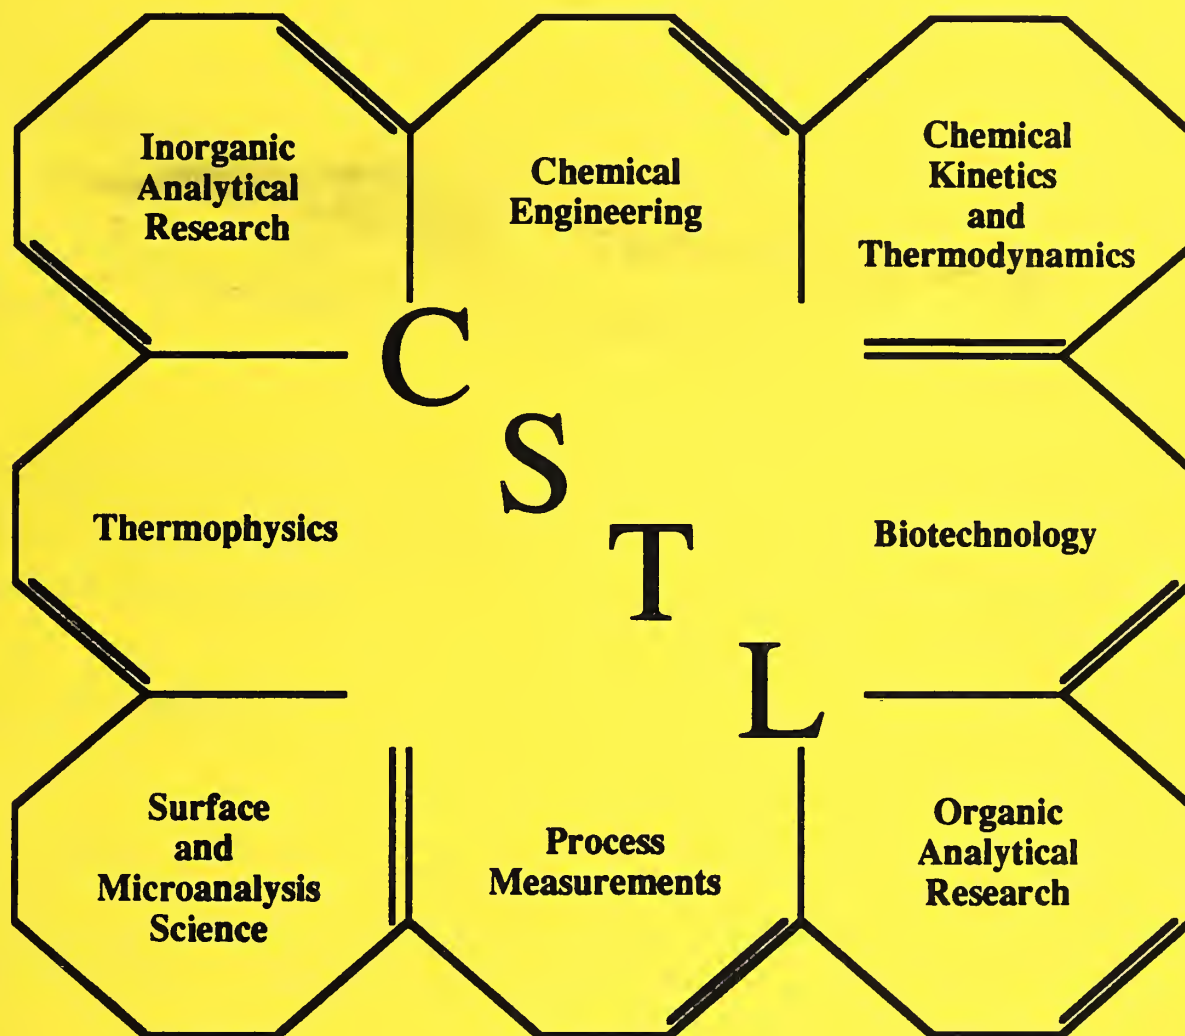 Inorganic
Analytical
Research
Chemical
Engineering
Chemical
Kinetics
and
Thermodynamics
C
S
T
L
Thermophysics
Biotechnology
Surface
and
Microanalysis
Science
Process
Measurements
Organic
Analytical
Research